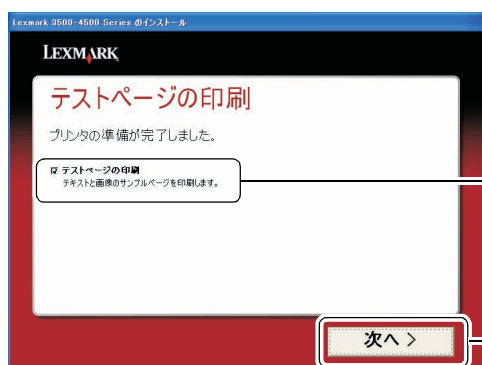 Lexmark 3500-4500 Series のインストール
LEXMARK
テストページの印刷
プリンタの準備が完了しました。
テストページの印刷
テキストと画像のサンプルページを印刷します。
次へ >